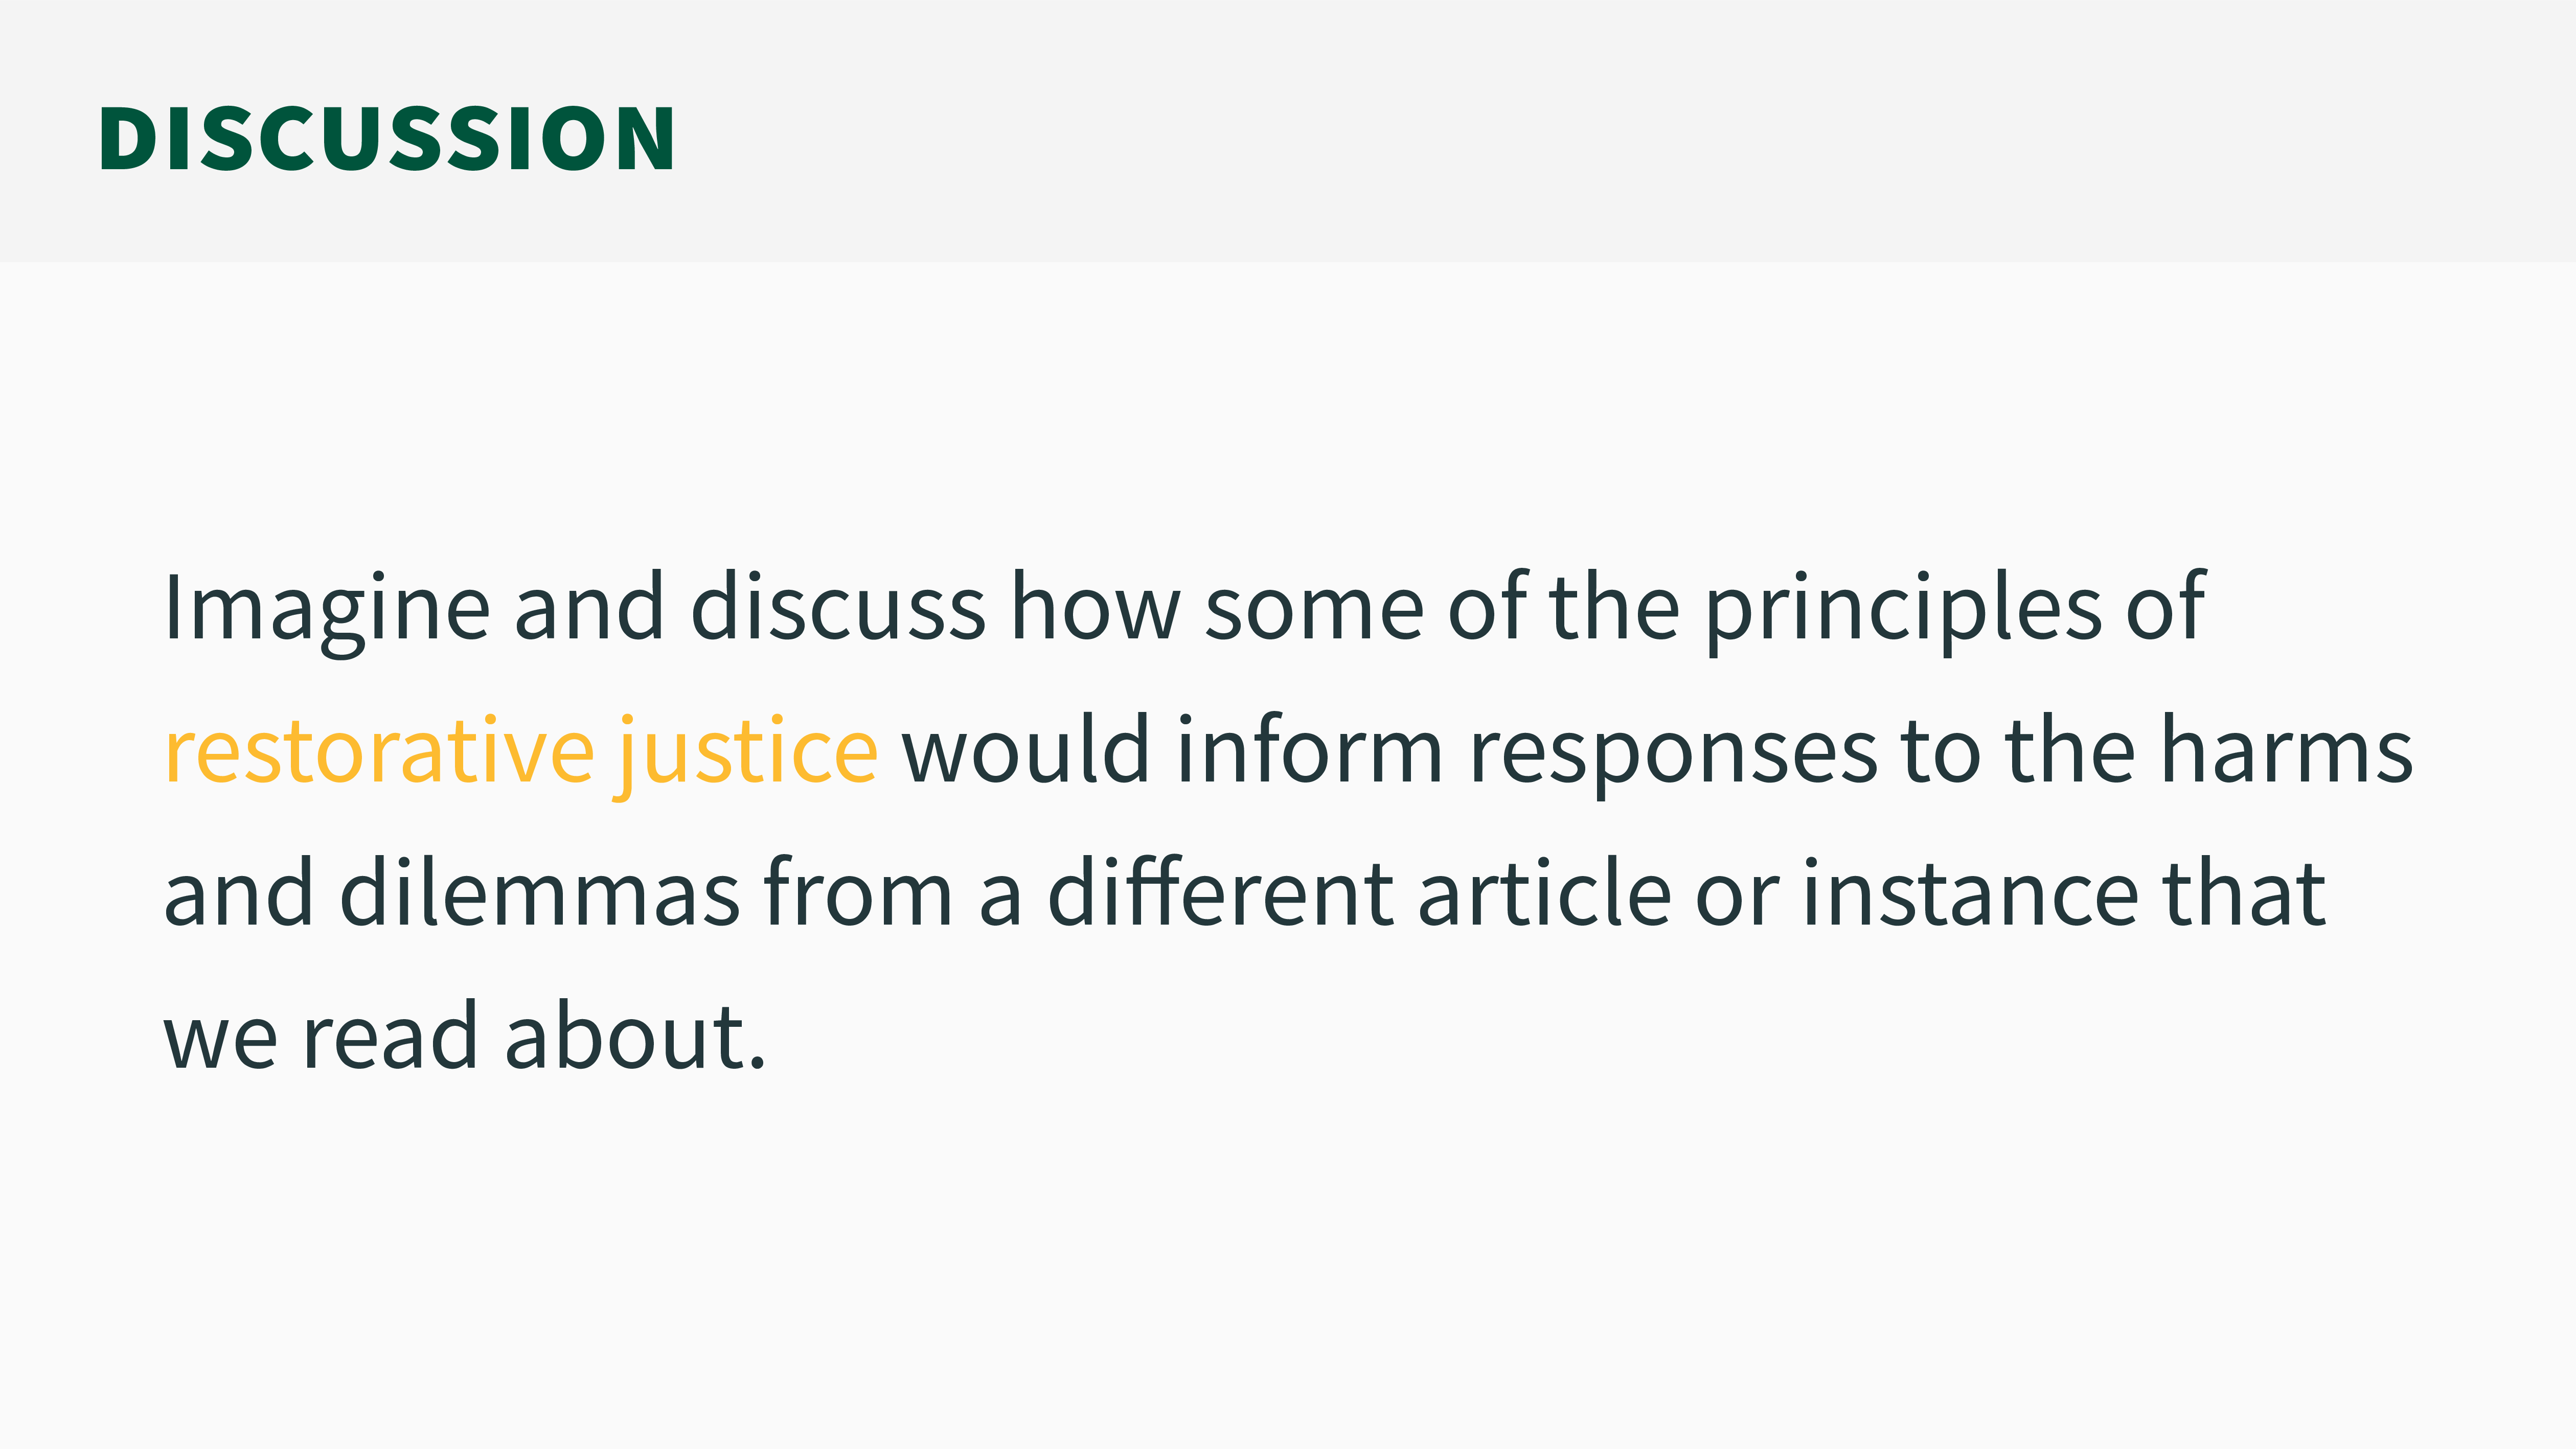 DISCUSSION
Imagine and discuss how some of the principles of
restorative justice would inform responses to the harms
and dilemmas from a different article or instance that
we read about.